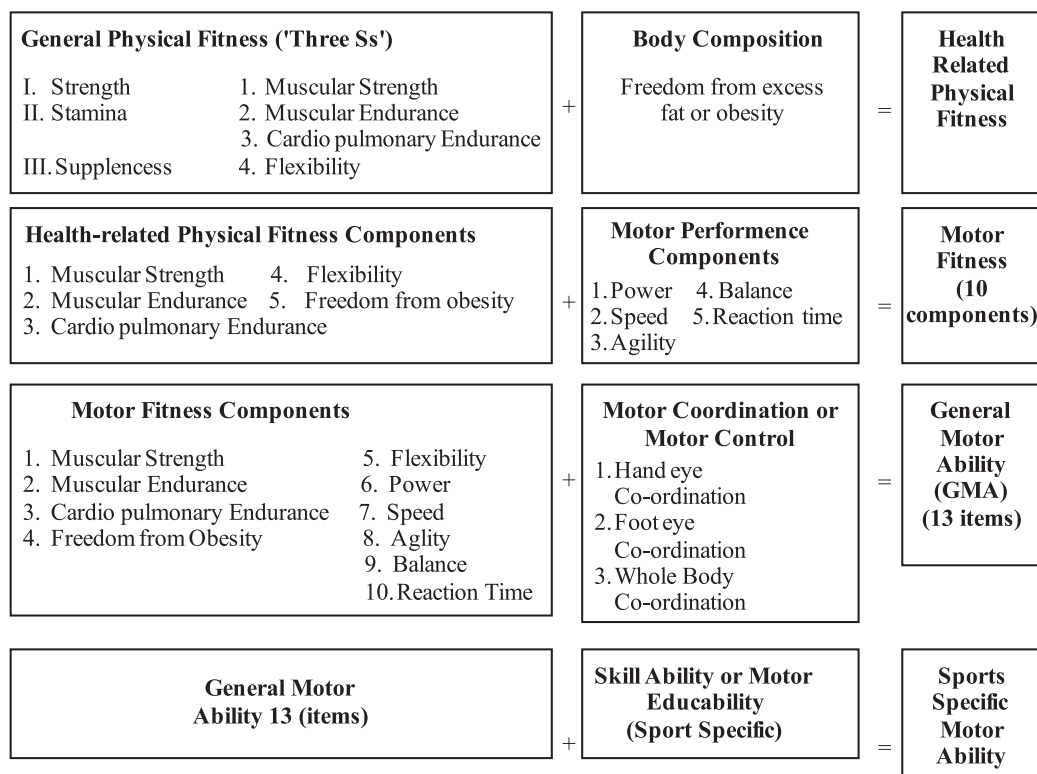 General Physical Fitness ('Three Ss')
I. Strength 1. Muscular Strength
II. Stamina 2. Muscular Endurance
3. Cardio pulmonary Endurance
III. Supplencess 4. Flexibility
+
Body Composition
Freedom from excess
fat or obesity
=
Health
Related
Physical
Fitness
Health-related Physical Fitness Components
1. Muscular Strength 4. Flexibility
2. Muscular Endurance 5. Freedom from obesity
3. Cardio pulmonary Endurance
+
Motor Performence
Components
1. Power 4. Balance
2. Speed 5. Reaction time
3. Agility
=
Motor
Fitness
(10
components)
Motor Fitness Components
1. Muscular Strength 5. Flexibility
2. Muscular Endurance 6. Power
3. Cardio pulmonary Endurance 7. Speed
4. Freedom from Obesity 8. Aglity
9. Balance
10. Reaction Time
+
Motor Coordination or
Motor Control
1. Hand eye
Co-ordination
2. Foot eye
Co-ordination
3. Whole Body
Co-ordination
=
General
Motor
Ability
(GMA)
(13 items)
General Motor
Ability 13 (items)
+
Skill Ability or Motor
Educability
(Sport Specific)
=
Sports
Specific
Motor
Ability